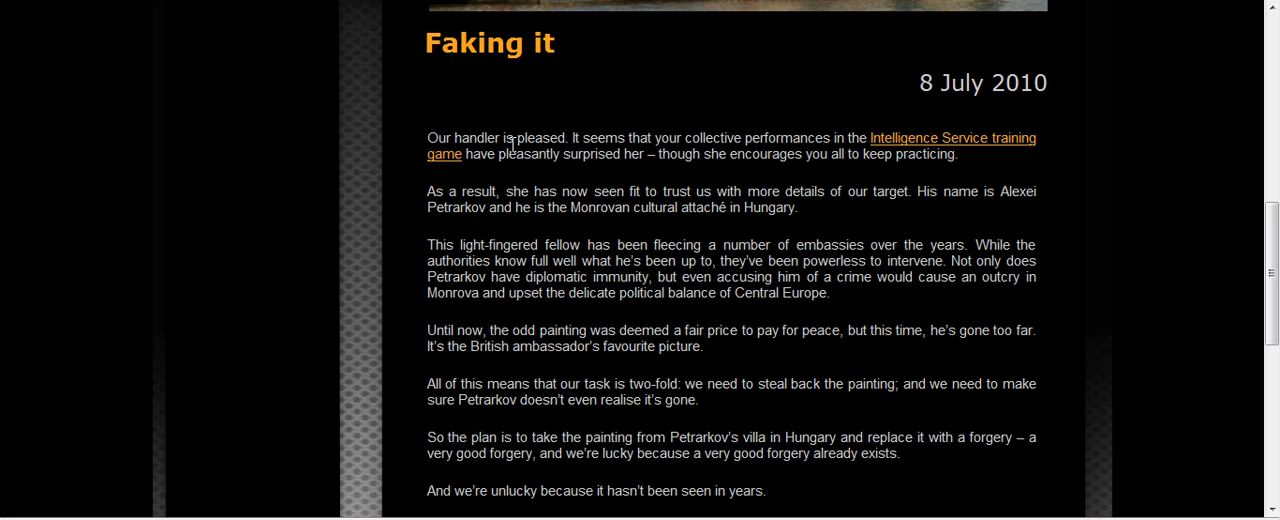 Faking it
8 July 2010
Our handler is pleased. It seems that your collective performances in the Intelligence Service training
game have pleasantly surprised her – though she encourages you all to keep practicing.
As a result, she has now seen fit to trust us with more details of our target. His name is Alexei
Petrarkov and he is the Monrovan cultural attaché in Hungary.
This light-fingered fellow has been fleecing a number of embassies over the years. While the
authorities know full well what he's been up to, they've been powerless to intervene. Not only does
Petrarkov have diplomatic immunity, but even accusing him of a crime would cause an outcry in
Monrova and upset the delicate political balance of Central Europe.
Until now, the odd painting was deemed a fair price to pay for peace, but this time, he's gone too far.
It's the British ambassador's favourite picture.
All of this means that our task is two-fold: we need to steal back the painting; and we need to make
sure Petrarkov doesn't even realise it's gone.
So the plan is to take the painting from Petrarkov's villa in Hungary and replace it with a forgery – a
very good forgery, and we're lucky because a very good forgery already exists.
And we're unlucky because it hasn't been seen in years.